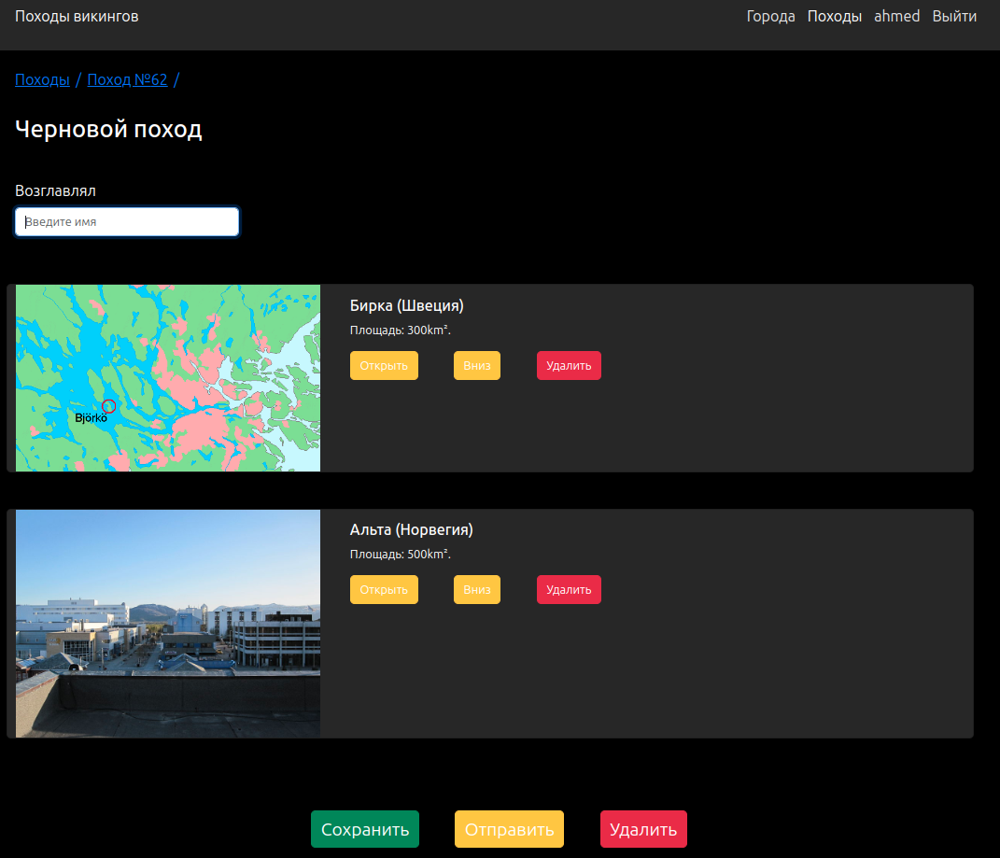 Походы викингов
Города Походы ahmed Выйти
Походы / Поход №62 /
Черновой поход
Возглавлял
Введите имя
Björkö
Бирка (Швеция)
Площадь: 300km².
Открыть Вниз Удалить
Альта (Норвегия)
Площадь: 500km².
Открыть Вниз Удалить
Сохранить Отправить Удалить